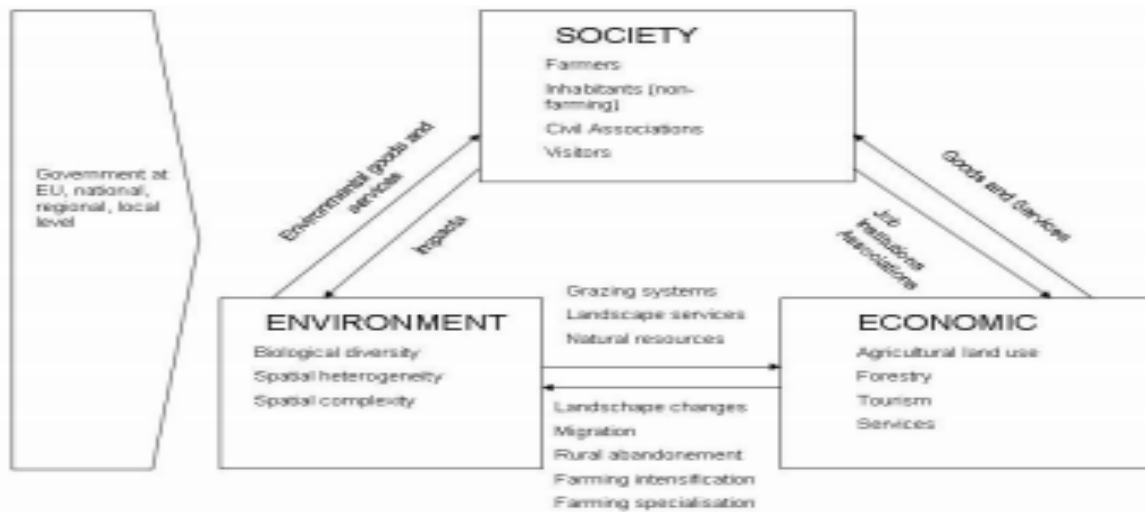 SOCIETY
Farmers
Inhabitants (non-
farming)
Civil Associations
Visitors
Government at
EU, national,
regional, local
level
Environmental goods and
services
Impacts
Goods and Services
Job
Institutions
Associations
ENVIRONMENT
Biological diversity
Spatial heterogeneity
Spatial complexity
Grazing systems
Landscape services
Natural resources
Landschape changes
Migration
Rural abandonement
Farming intensification
Farming specialisation
ECONOMIC
Agricultural land use
Forestry
Tourism
Services